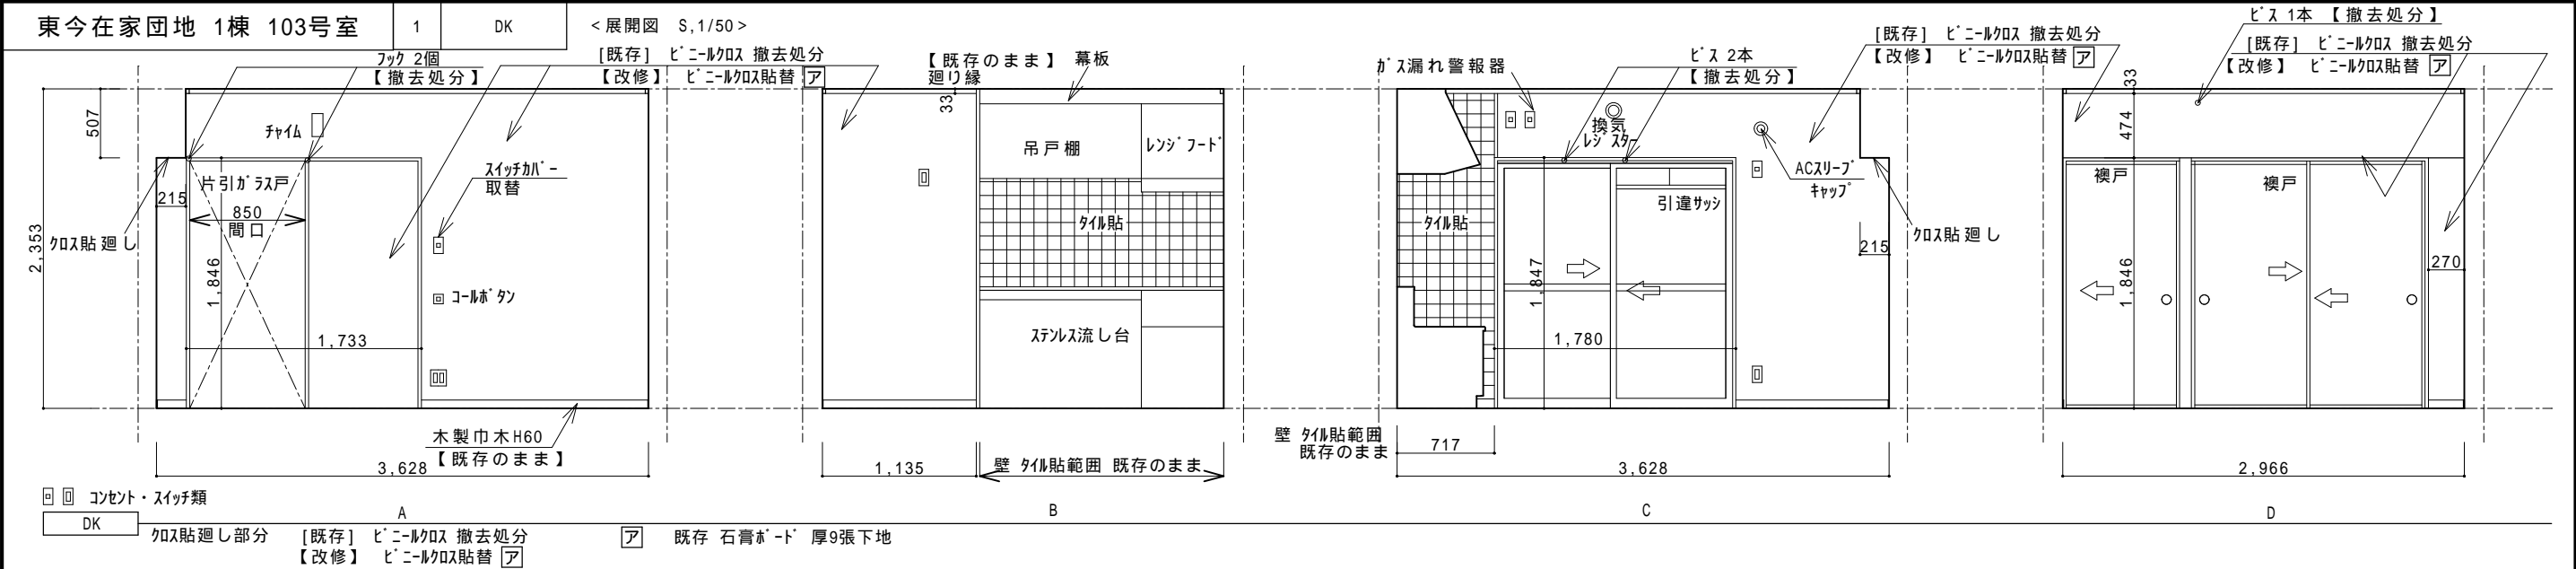 東今在家団地 1棟 103号室
1
DK
<展開図 S,1/50>
ﾌｯｸ 2個
【撤去処分】
[既存] ﾋﾞﾆｰﾙｸﾛｽ 撤去処分
【改修】 ﾋﾞﾆｰﾙｸﾛｽ貼替 ア
507
2,353
ﾁｬｲﾑ
片引ｶﾞﾗｽ戸
215
850
間口
ｸﾛｽ貼廻し
1,846
1,733
ｽｲｯﾁｶﾊﾞｰ
取替
ｺｰﾙﾎﾞﾀﾝ
木製巾木H60
【既存のまま】
3,628
A
【既存のまま】
廻り縁
幕板
33
吊戸棚
ﾚﾝｼﾞﾌｰﾄﾞ
ﾀｲﾙ貼
ｽﾃﾝﾚｽ流し台
1,135
壁 ﾀｲﾙ貼範囲 既存のまま
B
ｶﾞｽ漏れ警報器
ﾋﾞｽ 2本
【撤去処分】
[既存] ﾋﾞﾆｰﾙｸﾛｽ 撤去処分
【改修】 ﾋﾞﾆｰﾙｸﾛｽ貼替 ア
換気
ﾚｼﾞｽﾀｰ
ACｽﾘｰﾌﾞ
ｷｬｯﾌﾟ
引違ｻｯｼ
ﾀｲﾙ貼
1,847
1,780
215
ｸﾛｽ貼廻し
壁 ﾀｲﾙ貼範囲
既存のまま
717
3,628
C
ﾋﾞｽ 1本 【撤去処分】
[既存] ﾋﾞﾆｰﾙｸﾛｽ 撤去処分
【改修】 ﾋﾞﾆｰﾙｸﾛｽ貼替 ア
33
474
襖戸
襖戸
1,846
270
2,966
D
ｺﾝｾﾝﾄ・ｽｲｯﾁ類
DK
ｸﾛｽ貼廻し部分 [既存] ﾋﾞﾆｰﾙｸﾛｽ 撤去処分
【改修】 ﾋﾞﾆｰﾙｸﾛｽ貼替 ア
ア 既存 石膏ﾎﾞｰﾄﾞ 厚9張下地